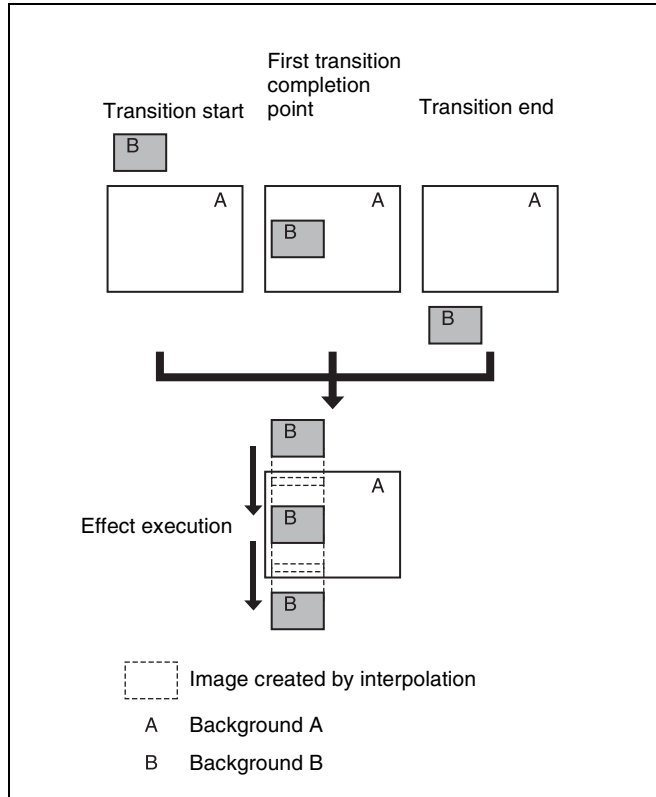 First transition
completion
point
Transition start
Transition end
B
A
B
A
A
B
B
A
B
B
Effect execution
Image created by interpolation
A Background A
B Background B